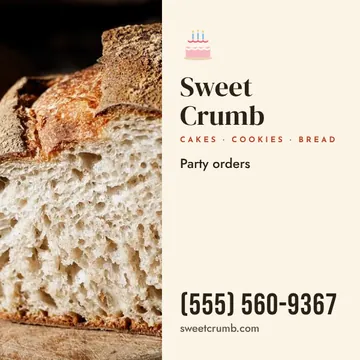 Sweet
Crumb
CAKES · COOKIES · BREAD
Party orders
(555) 560-9367
sweetcrumb.com